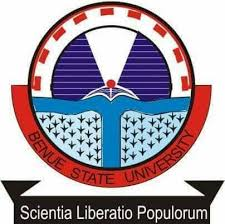 BENUE STATE UNIVERSITY
Scientia Liberatio Populorum